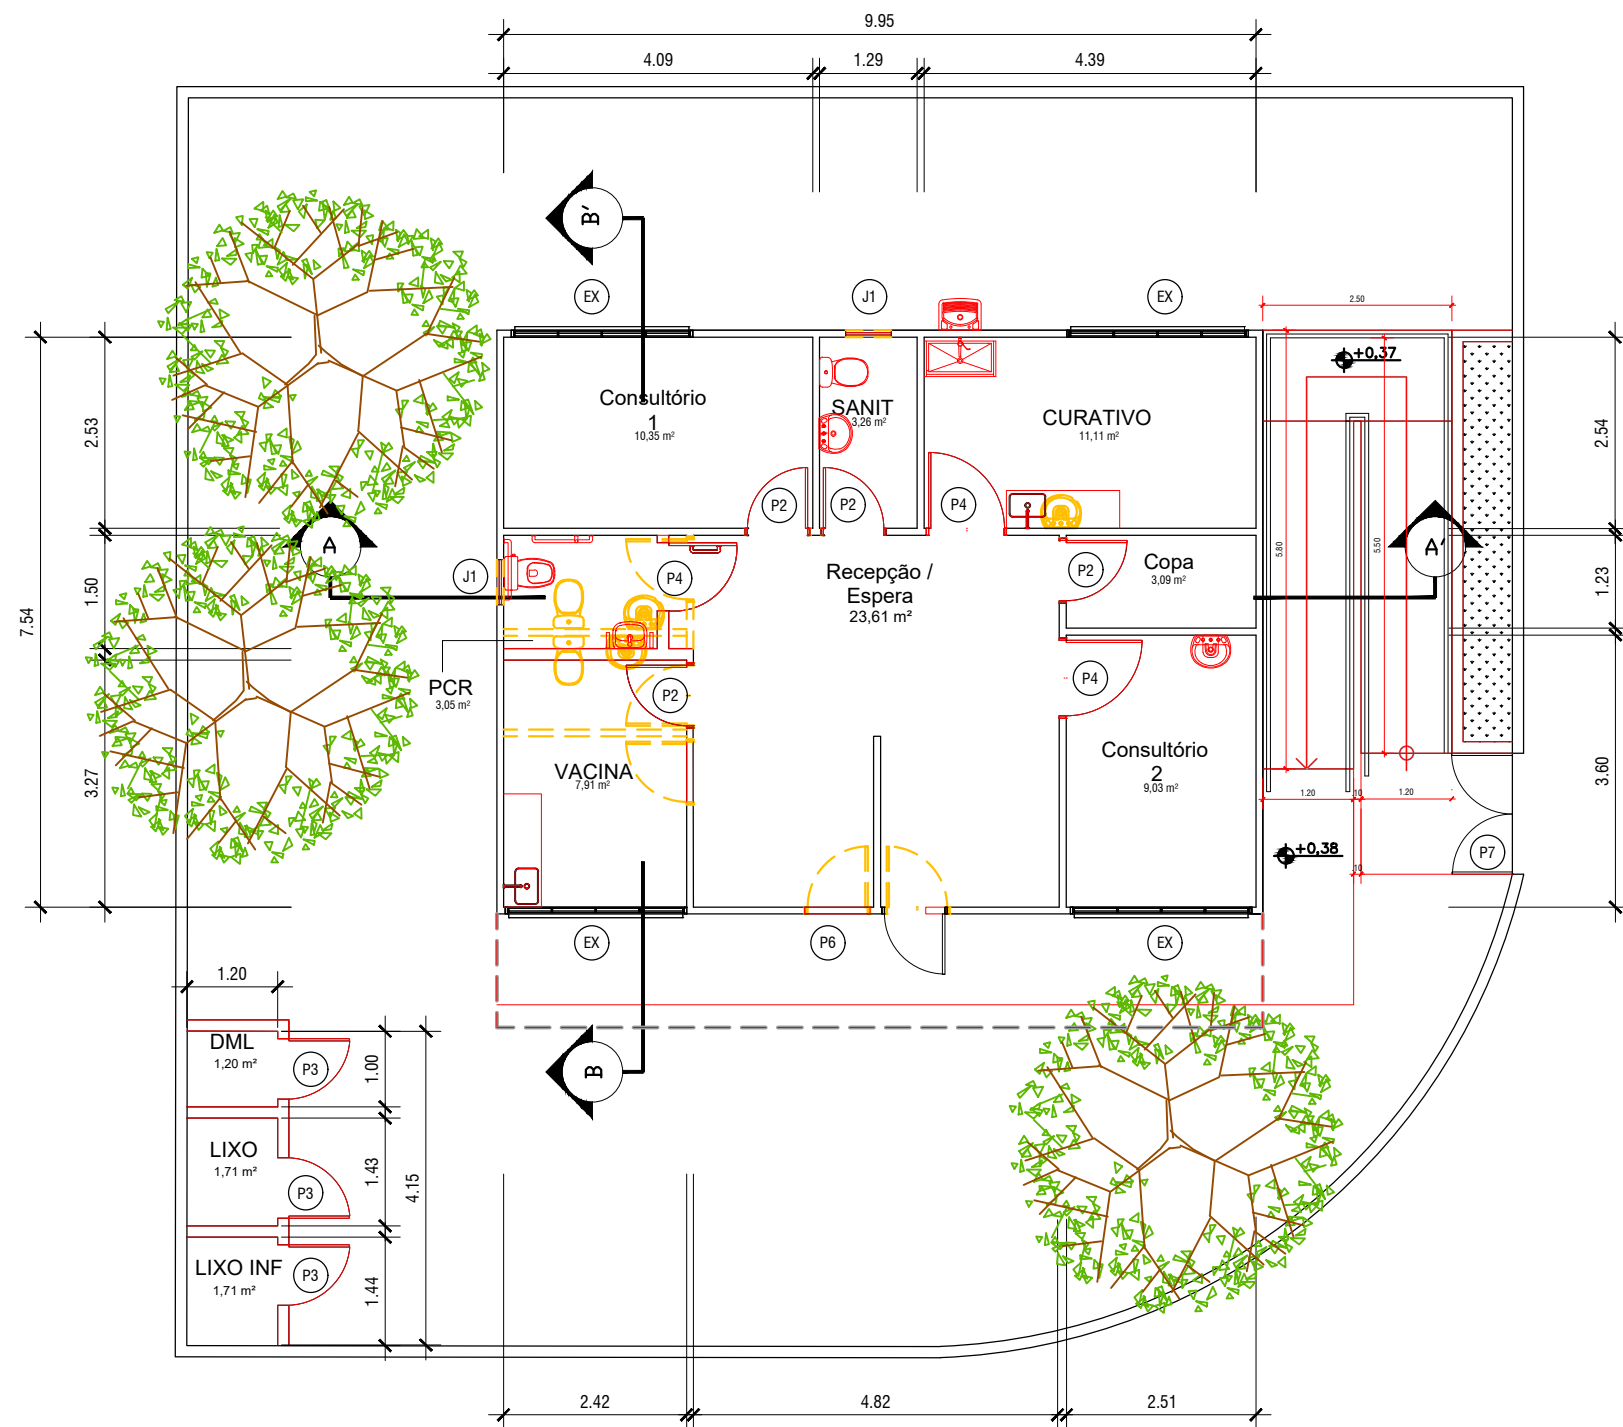 9.95
4.09
1.29
4.39
B'
EX
J1
EX
2.50
+0,37
Consultório
1
10,35 m²
SANIT
3,26 m²
CURATIVO
11,11 m²
2.53
2.54
P2
P2
P4
A
A'
5.80
5.50
J1
P4
Recepção /
Espera
23,61 m²
P2
Copa
3,09 m²
1.50
1.23
7.54
PCR
3,05 m²
P2
P4
VACINA
7,91 m²
Consultório
2
9,03 m²
3.27
3.60
1.20
.10
1.20
+0,38
.10
P7
EX
P6
EX
1.20
DML
1,20 m²
P3
1.00
B
LIXO
1,71 m²
P3
1.43
4.15
LIXO INF
1,71 m²
P3
1.44
2.42
4.82
2.51